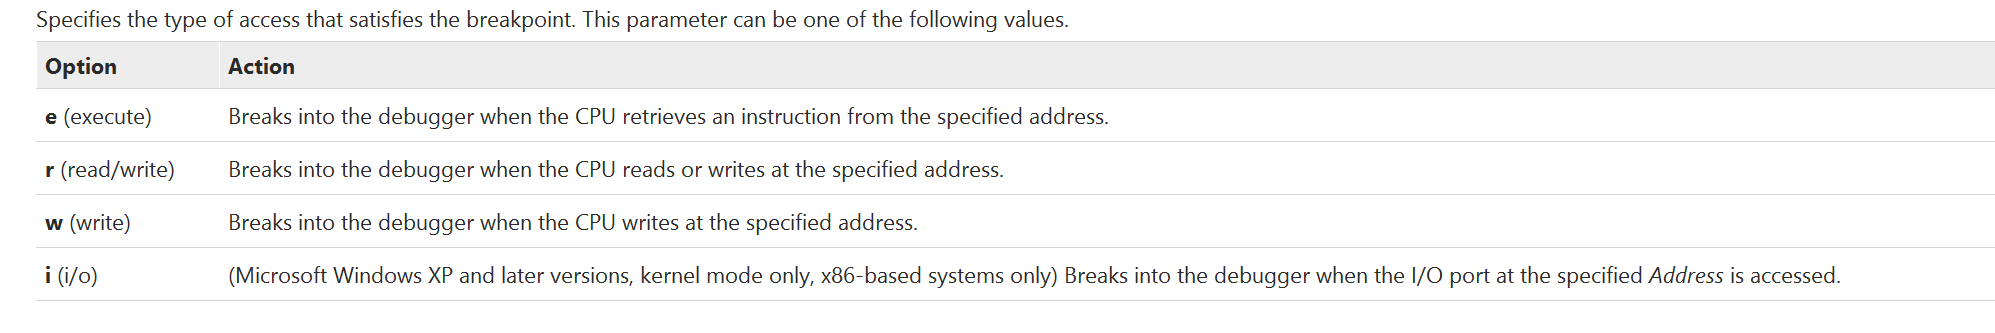 Specifies the type of access that satisfies the breakpoint. This parameter can be one of the following values.
Option Action
e (execute) Breaks into the debugger when the CPU retrieves an instruction from the specified address.
r (read/write) Breaks into the debugger when the CPU reads or writes at the specified address.
w (write) Breaks into the debugger when the CPU writes at the specified address.
i (i/o) (Microsoft Windows XP and later versions, kernel mode only, x86-based systems only) Breaks into the debugger when the I/O port at the specified Address is accessed.